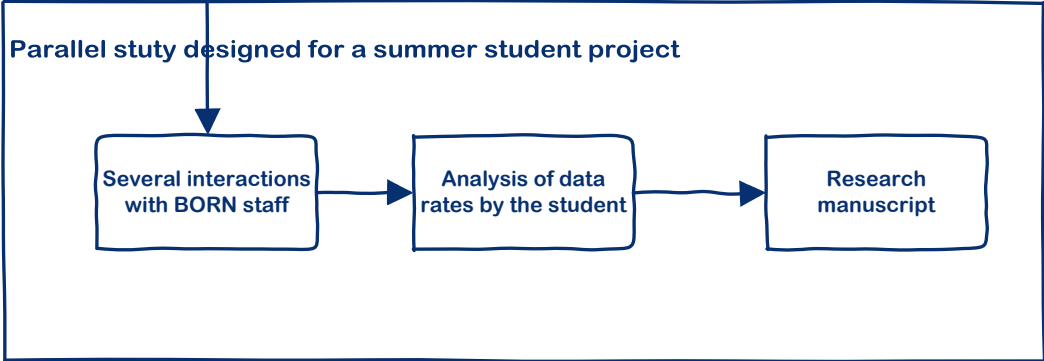 Parallel stuty designed for a summer student project
Several interactions
with BORN staff
Analysis of data
rates by the student
Research
manuscript